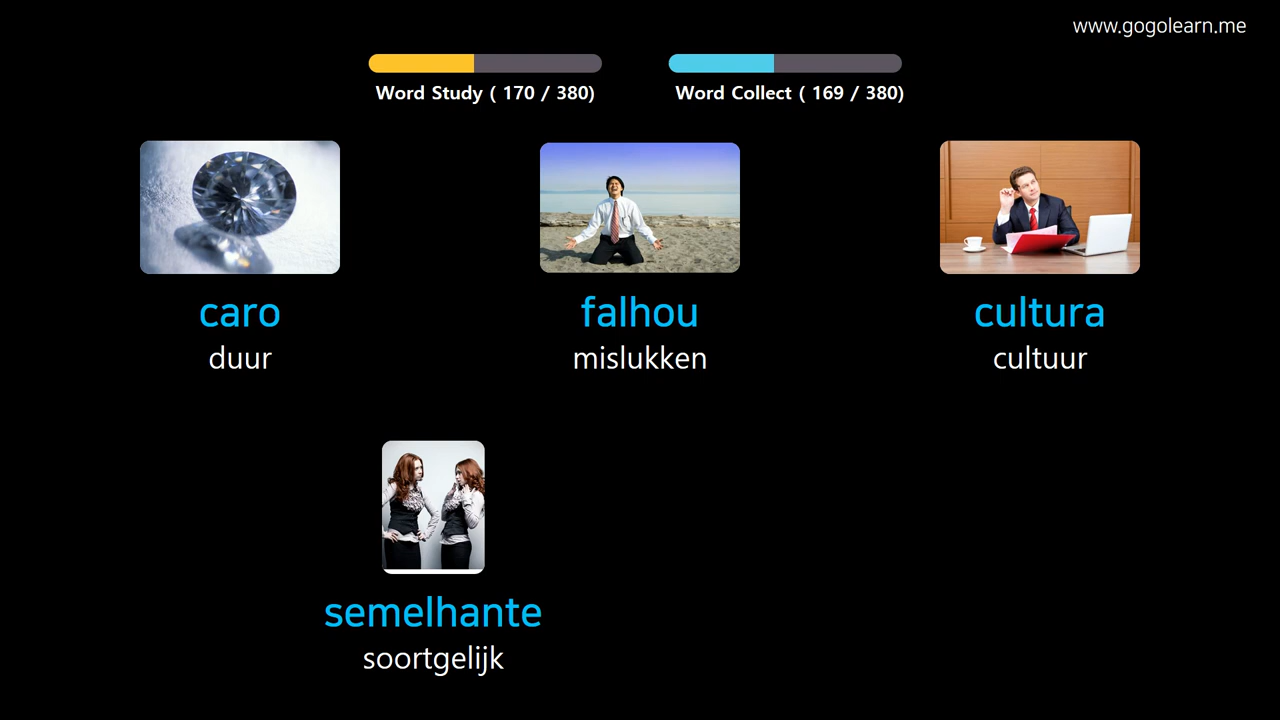 www.gogolearn.me
Word Study ( 170 / 380)
Word Collect ( 169 / 380)
caro
duur
falhou
mislukken
cultura
cultuur
semelhante
soortgelijk